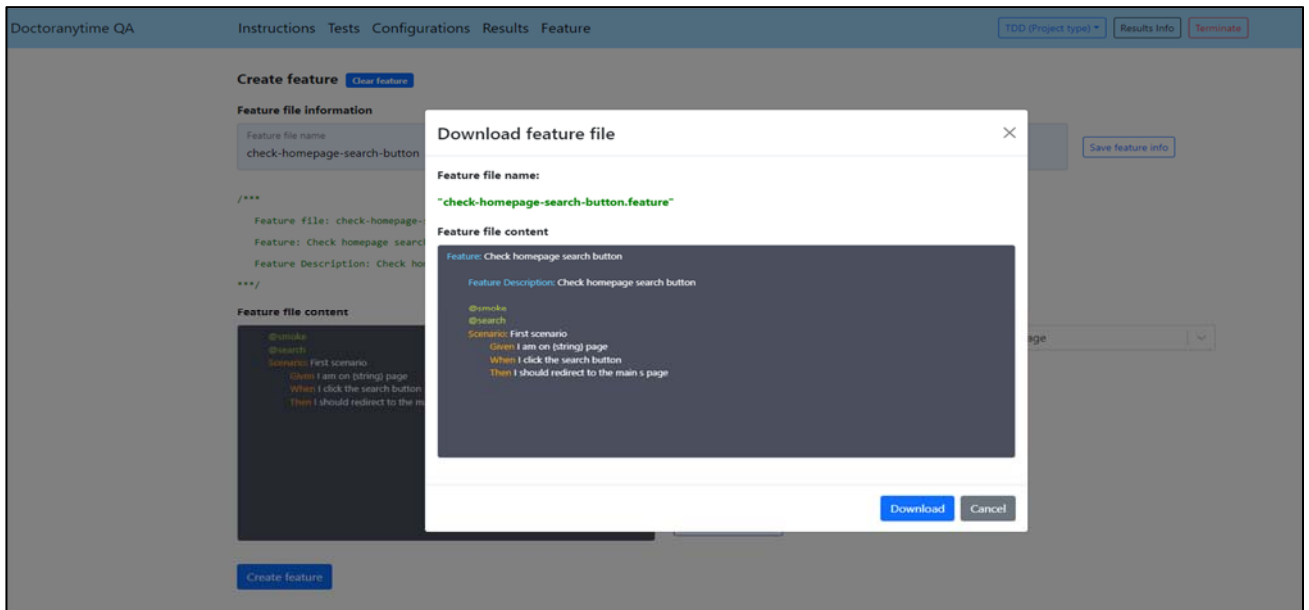 Doctoranytime QA
Instructions Tests Configurations Results Feature
TDD (Project type)
Results Info
Terminate
Create feature
Clear feature
Feature file information
Feature file name
check-homepage-search-button
Save feature info
/***
Feature file: check-homepage-
Feature: Check homepage search
Feature Description: Check
***/
Feature file content
@smoke
@search
Scenario: First scenario
Given I am on (string) page
When I click the search button
Then I should redirect to the
age
Create feature
Download feature file
Feature file name:
"check-homepage-search-button.feature"
Feature file content
Feature: Check homepage search button
Feature Description: Check homepage search button
@smoke
@search
Scenario: First scenario
Given I am on (string) page
When I click the search button
Then I should redirect to the main s page
Download
Cancel